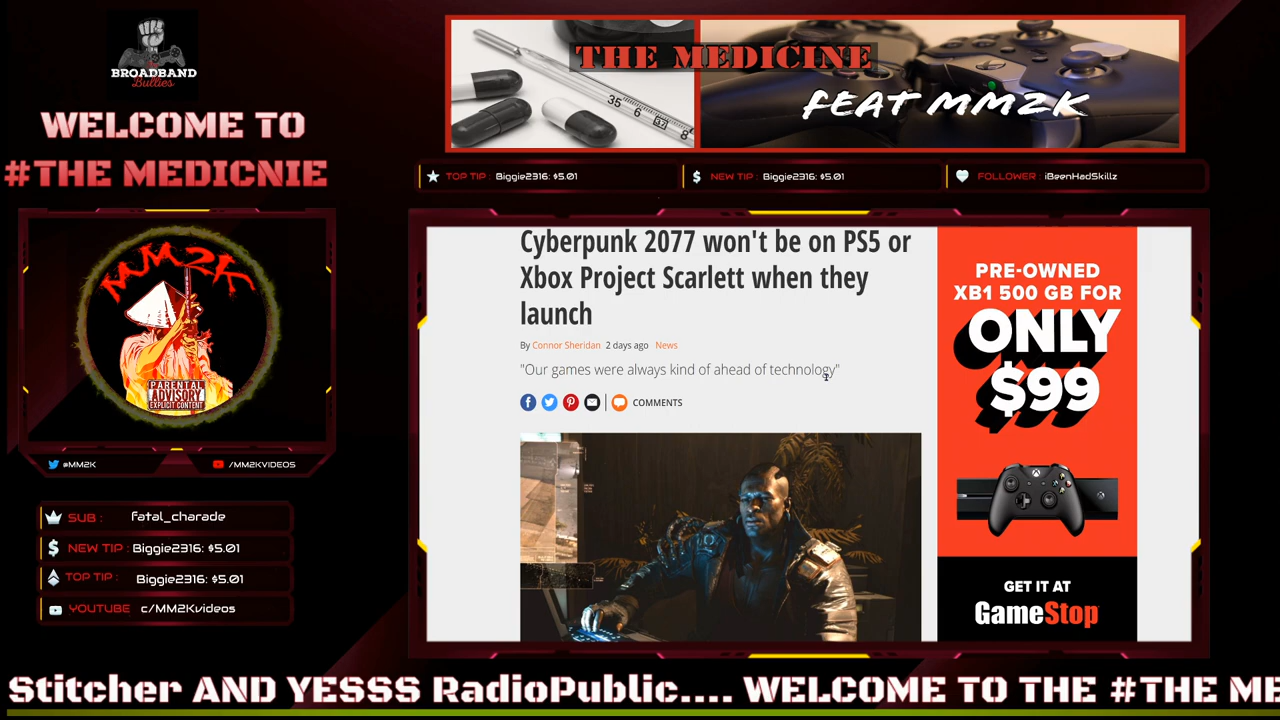 BROADBAND
Bullies
WELCOME TO
#THE MEDICNIE
THE MEDICINE
FEAT MM2K
35
6
37
8
TOP TIP : Biggie2316: $5.01
NEW TIP : Biggie2316: $5.01
FOLLOWER : iBeenHadSkillz
MM2K
PARENTAL
ADVISORY
EXPLICIT CONTENT
@MM2K
/MM2KVIDEOS
SUB : fatal_charade
NEW TIP : Biggie2316: $5.01
TOP TIP : Biggie2316: $5.01
YOUTUBE c/MM2Kvideos
Cyberpunk 2077 won't be on PS5 or
Xbox Project Scarlett when they
launch
By Connor Sheridan 2 days ago News
"Our games were always kind of ahead of technology"
COMMENTS
PRE-OWNED
XB1 500 GB FOR
ONLY
$99
GET IT AT
GameStop
Stitcher AND YESSS RadioPublic.... WELCOME TO THE #THE ME